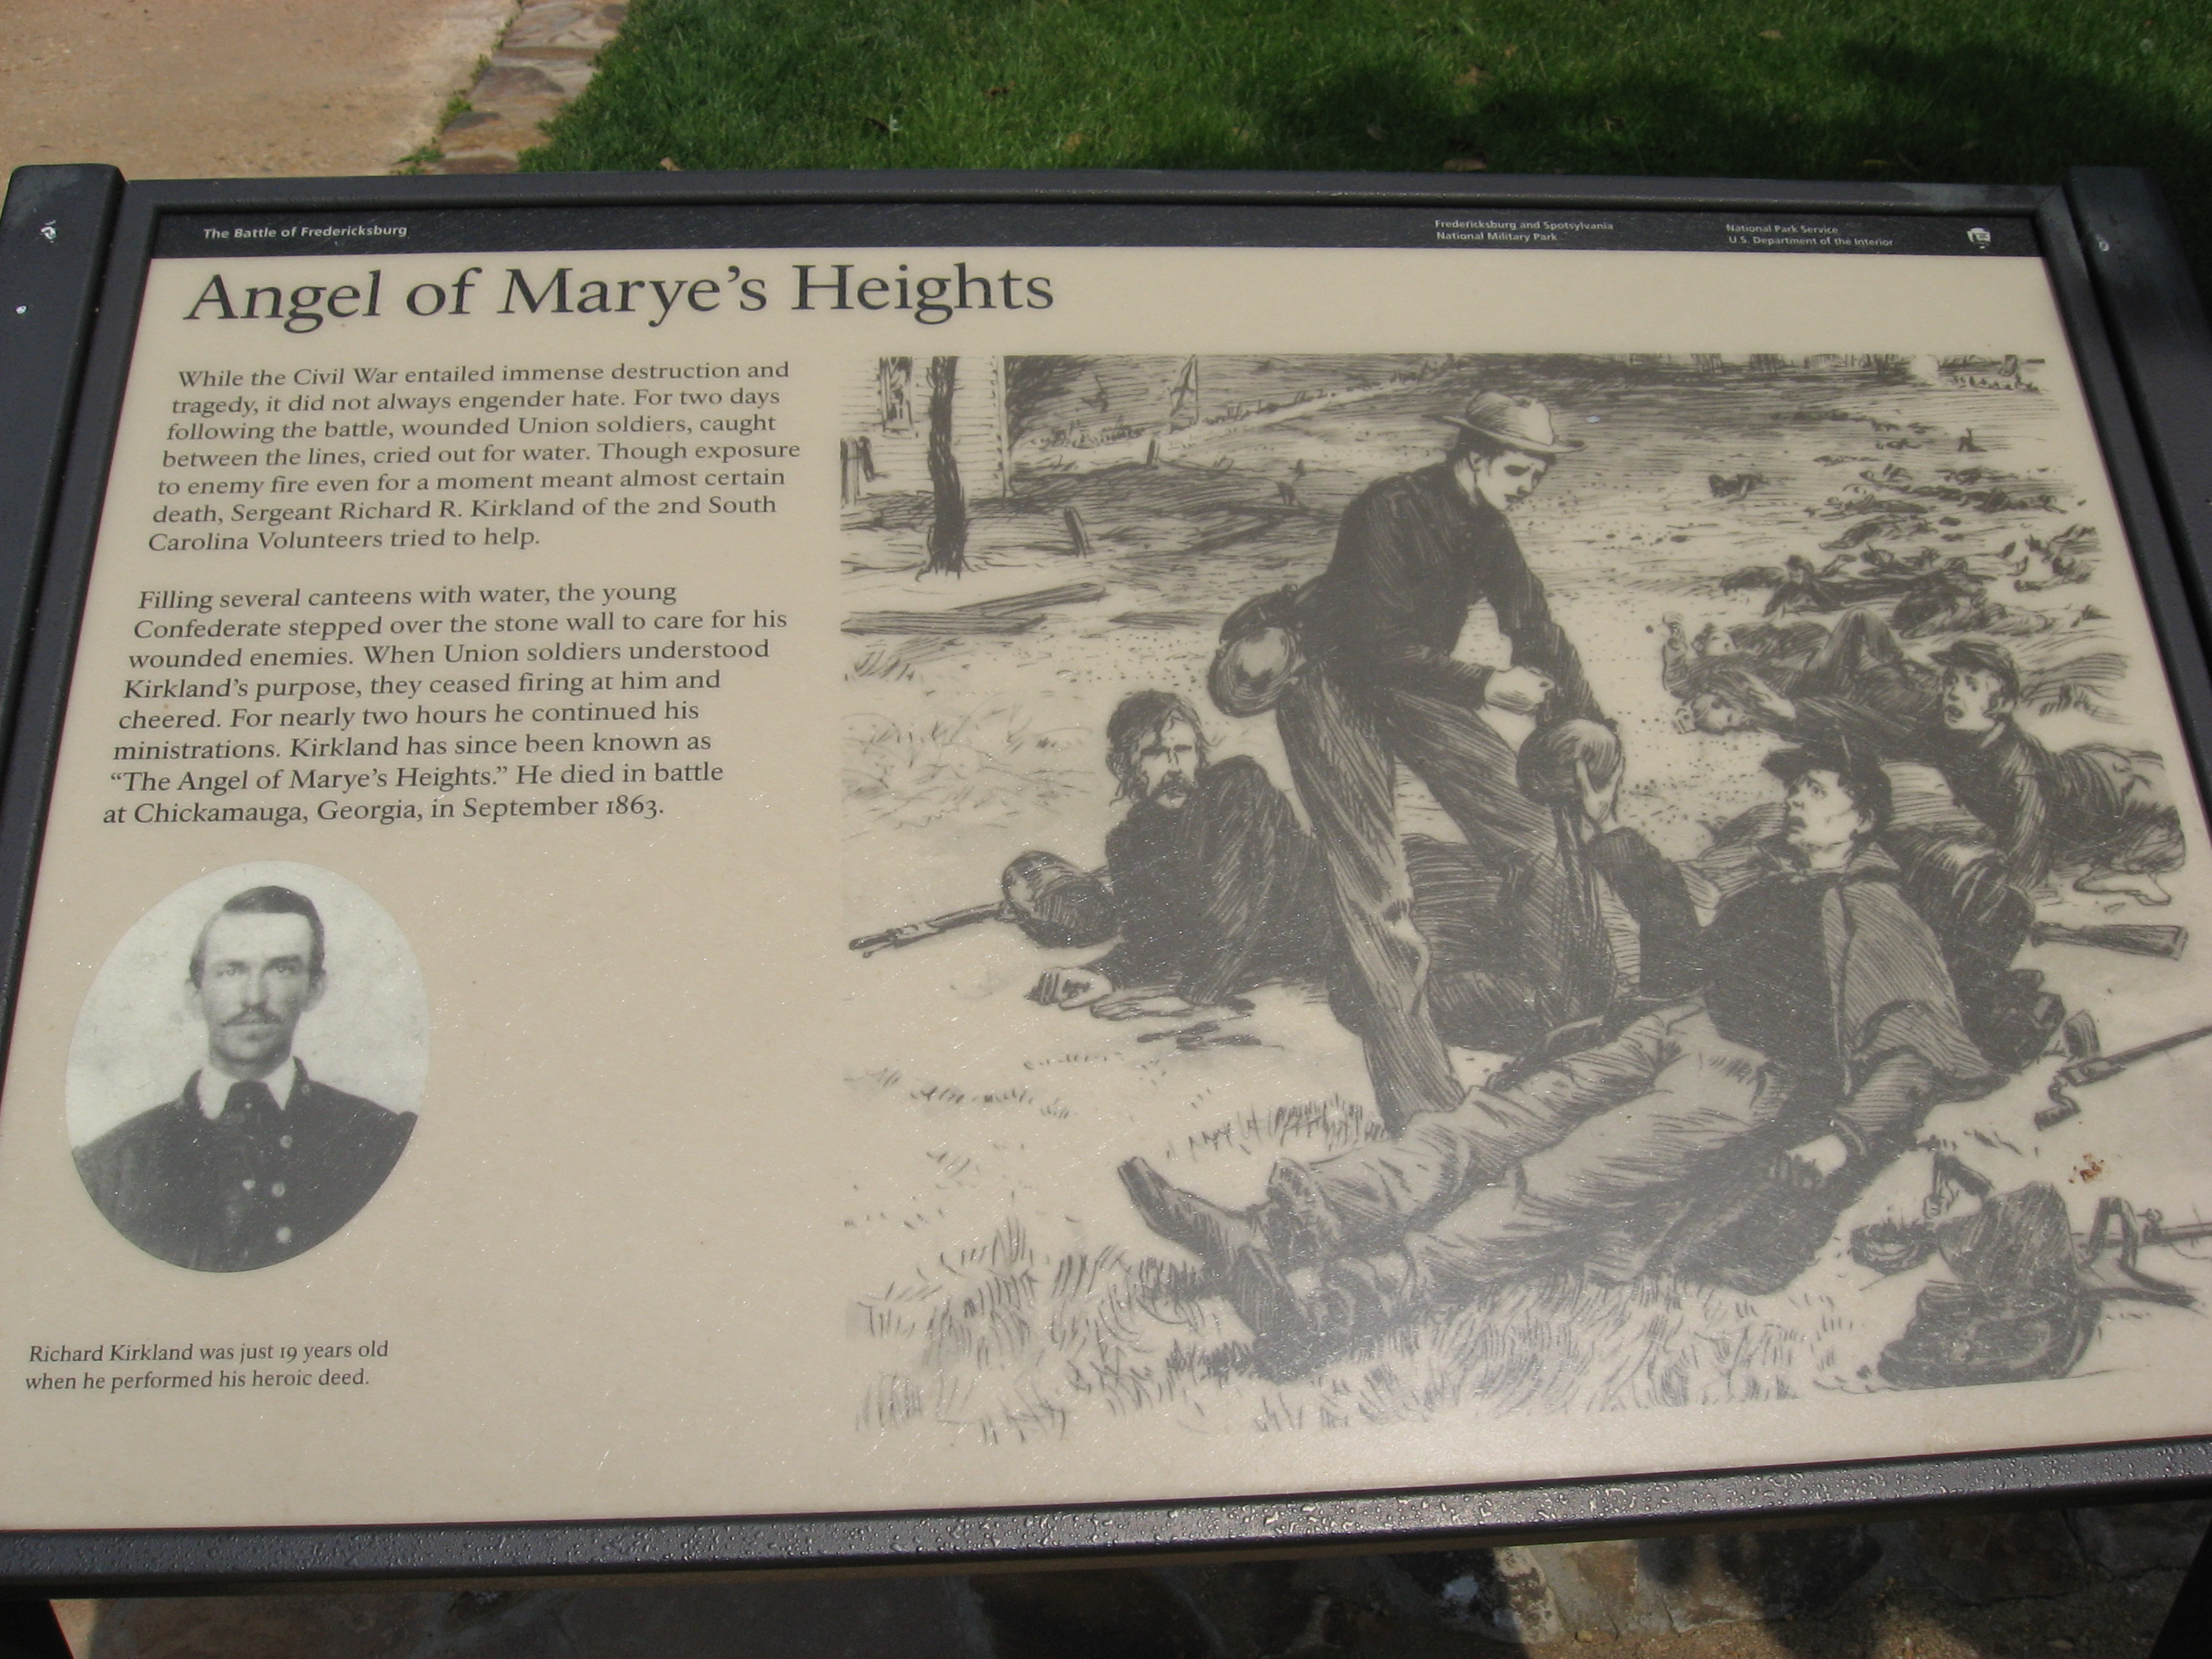 The Battle of Fredericksburg
Fredericksburg and Spotsylvania
National Military Park
National Park Service
U.S. Department of the Interior
Angel of Marye's Heights
While the Civil War entailed immense destruction and
tragedy, it did not always engender hate. For two days
following the battle, wounded Union soldiers, caught
between the lines, cried out for water. Though exposure
to enemy fire even for a moment meant almost certain
death, Sergeant Richard R. Kirkland of the 2nd South
Carolina Volunteers tried to help.
Filling several canteens with water, the young
Confederate stepped over the stone wall to care for his
wounded enemies. When Union soldiers understood
Kirkland's purpose, they ceased firing at him and
cheered. For nearly two hours he continued his
ministrations. Kirkland has since been known as
“The Angel of Marye's Heights.” He died in battle
at Chickamauga, Georgia, in September 1863.
Richard Kirkland was just 19 years old
when he performed his heroic deed.